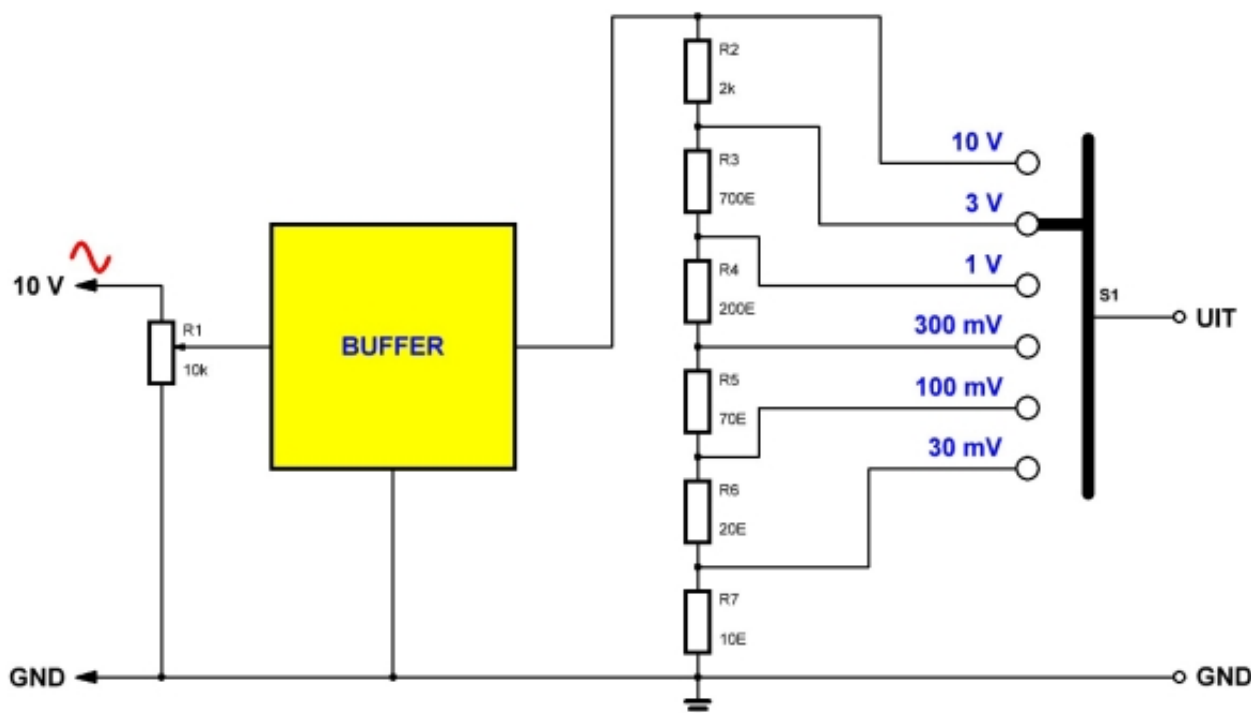 R2
2k
10 V
R3
700E
3 V
1 V
R4
200E
S1
10 V
R1
10k
BUFFER
300 mV
UIT
R5
70E
100 mV
30 mV
R6
20E
R7
10E
GND
GND